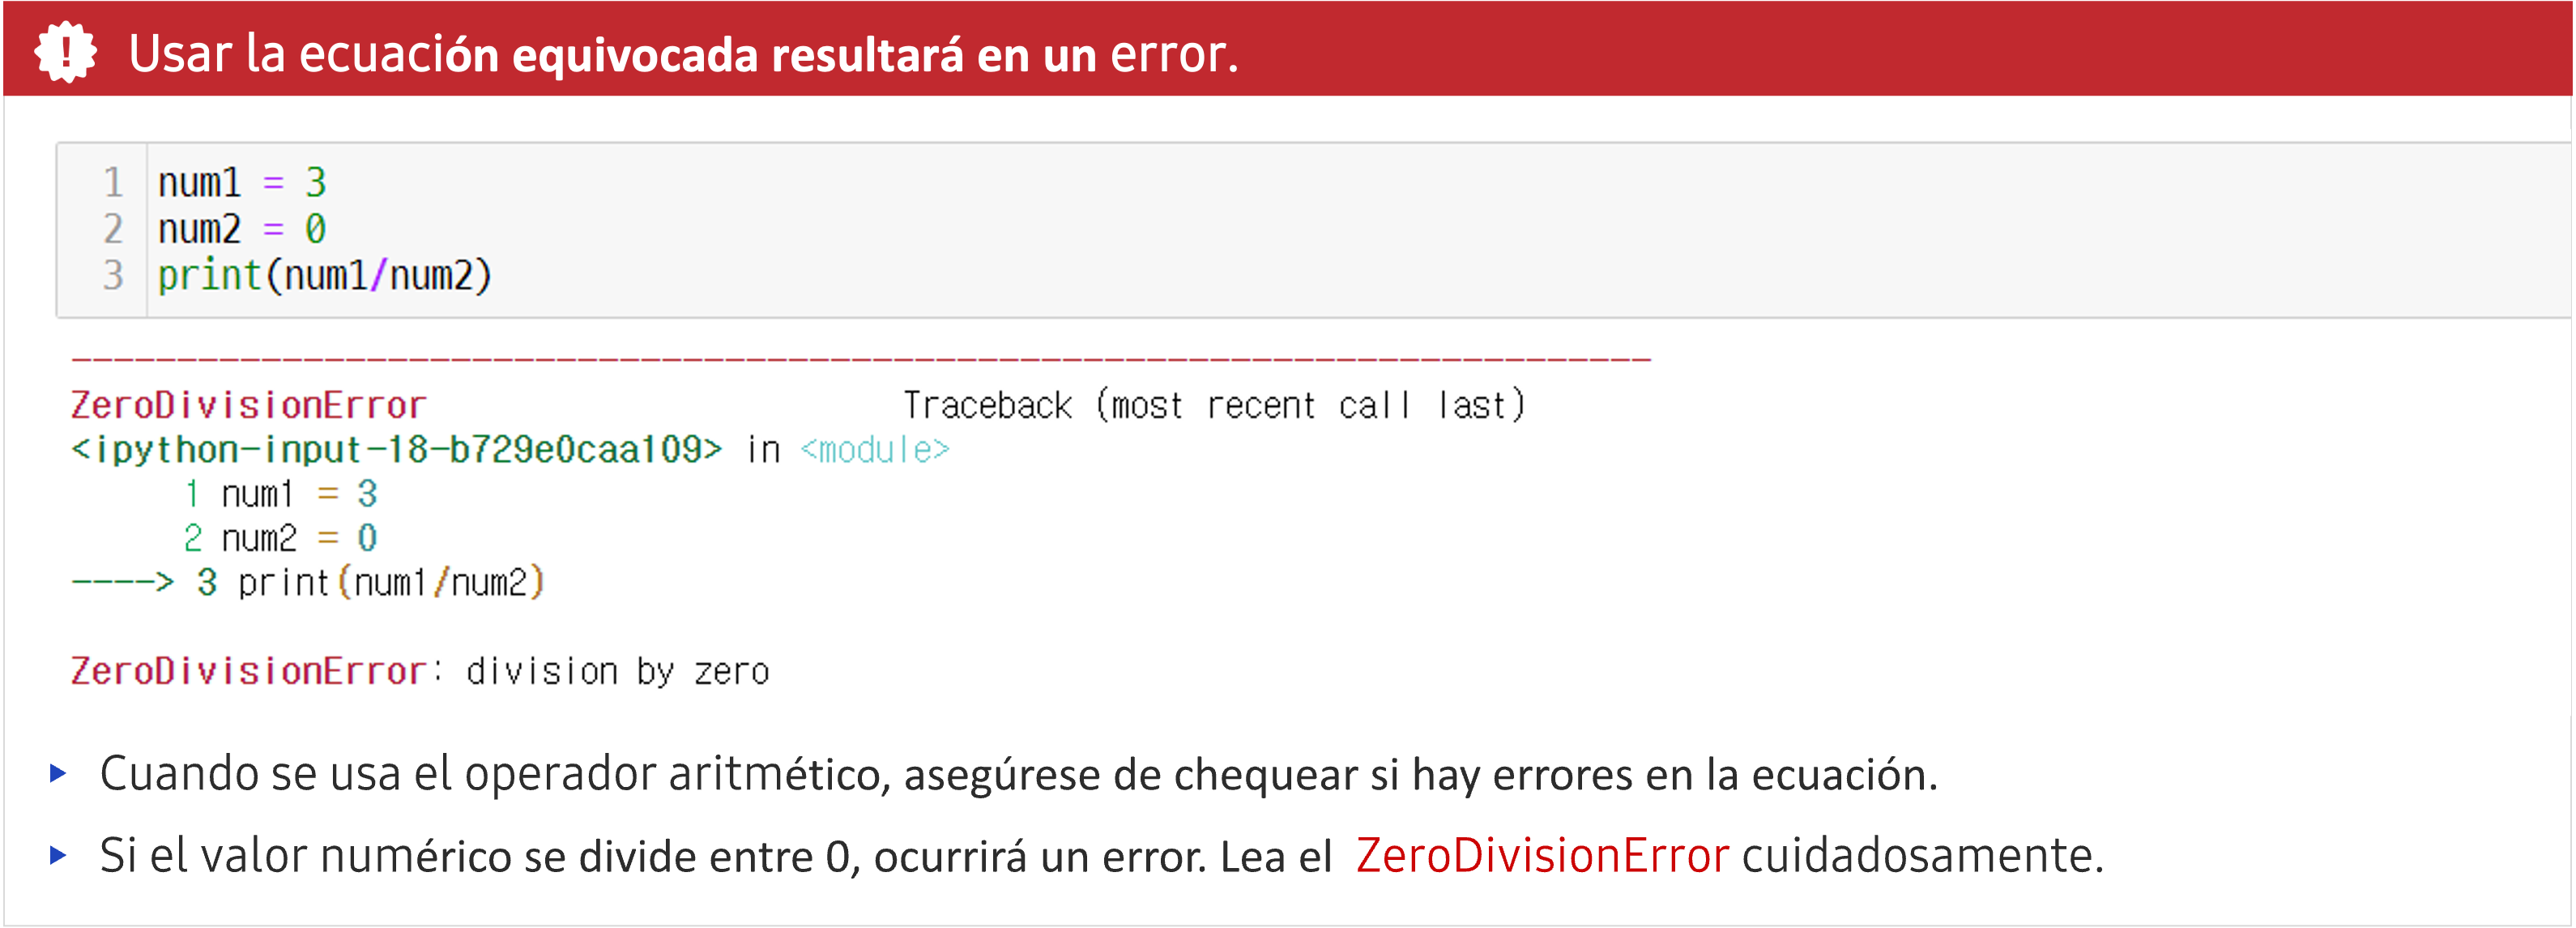 ! Usar la ecuación equivocada resultará en un error.
1 num1 = 3
2 num2 = 0
3 print(num1/num2)
---------------------------------------------------------------------------
ZeroDivisionError Traceback (most recent call last)
<ipython-input-18-b729e0caa109> in <module>
1 num1 = 3
2 num2 = 0
----> 3 print(num1/num2)
ZeroDivisionError: division by zero
▶ Cuando se usa el operador aritmético, asegúrese de chequear si hay errores en la ecuación.
▶ Si el valor numérico se divide entre 0, ocurrirá un error. Lea el ZeroDivisionError cuidadosamente.